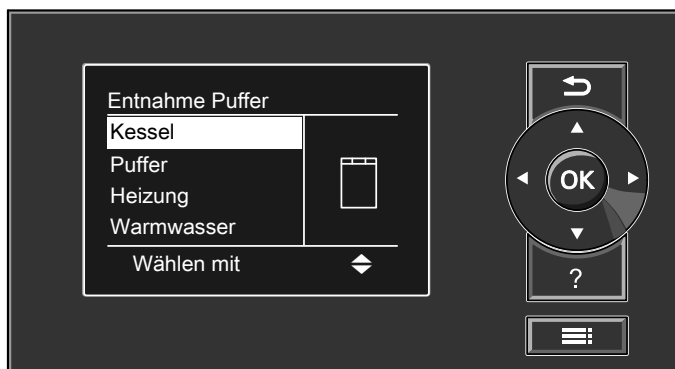 Entnahme Puffer
Kessel
Puffer
Heizung
Warmwasser
Wählen mit
OK
?